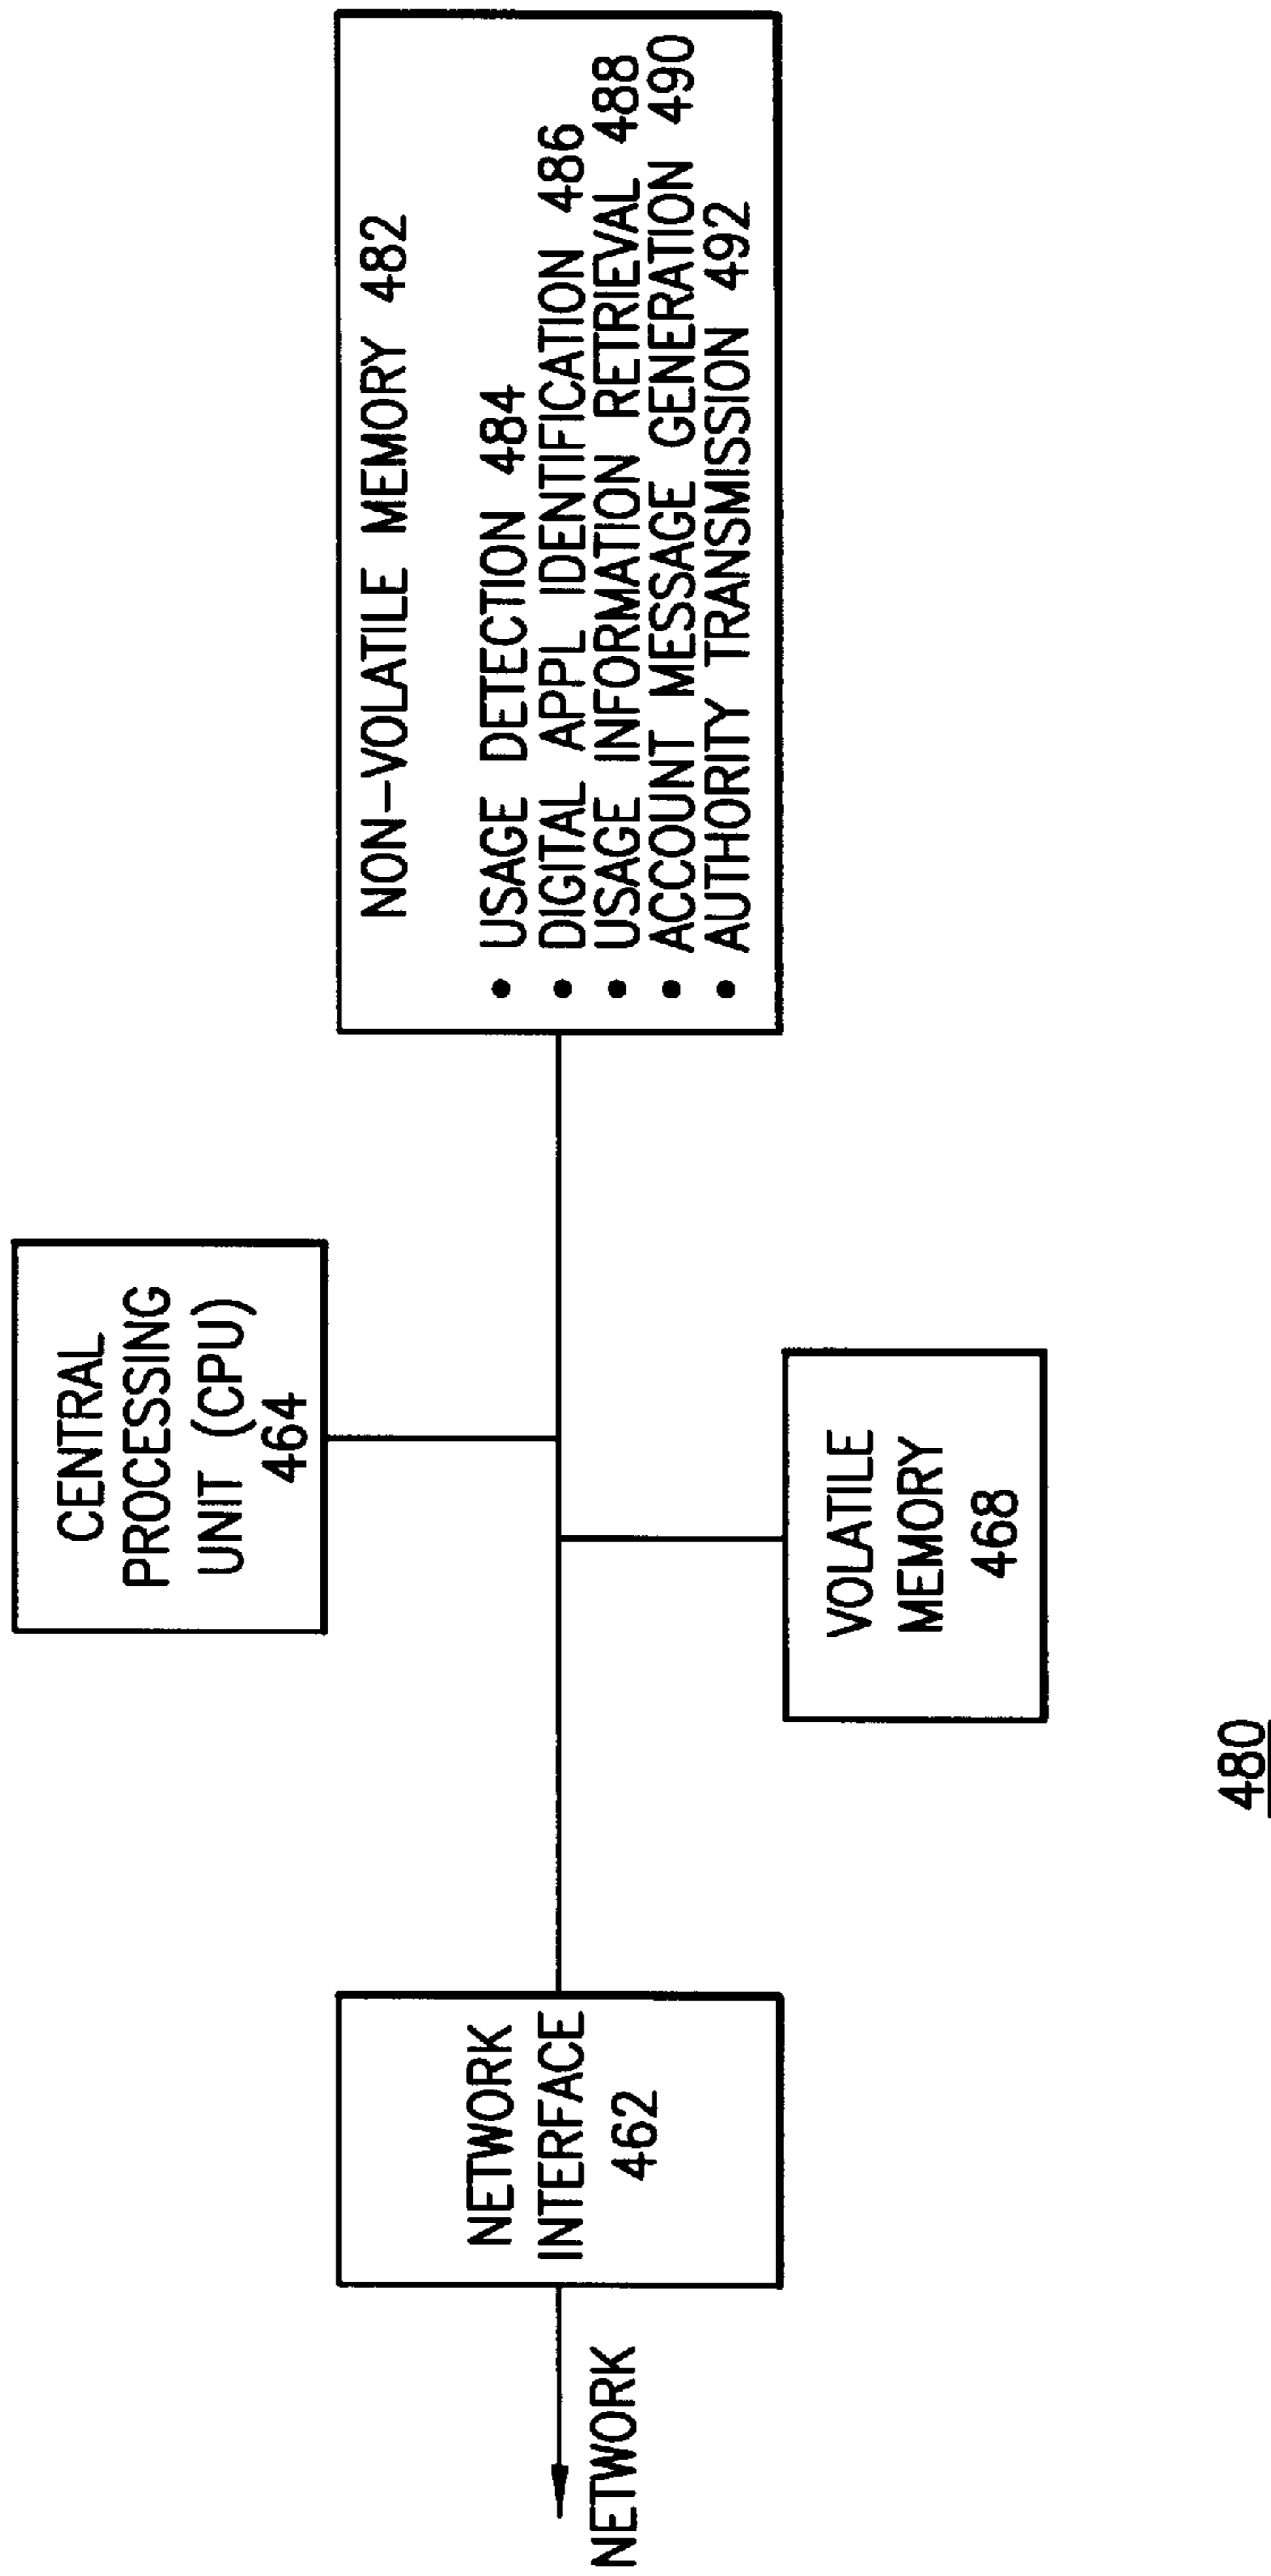 CENTRAL
PROCESSING
UNIT (CPU)
464
NON-VOLATILE MEMORY 482
• USAGE DETECTION 484
• DIGITAL APPL IDENTIFICATION 486
• USAGE INFORMATION RETRIEVAL 488
• ACCOUNT MESSAGE GENERATION 490
• AUTHORITY TRANSMISSION 492
NETWORK
INTERFACE
462
NETWORK
VOLATILE
MEMORY
468
480